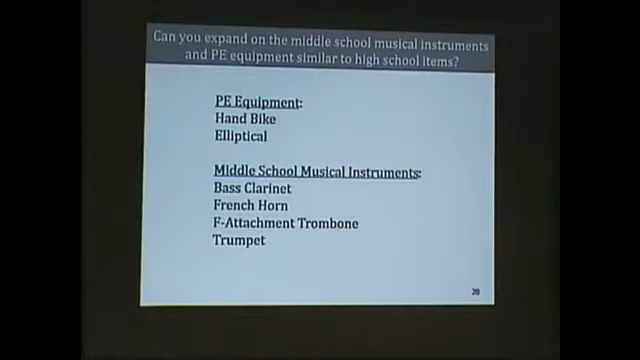 Can you expand on the middle school musical instruments
and PE equipment similar to high school items?
PE Equipment:
Hand Bike
Elliptical
Middle School Musical Instruments:
Bass Clarinet
French Horn
F-Attachment Trombone
Trumpet
20